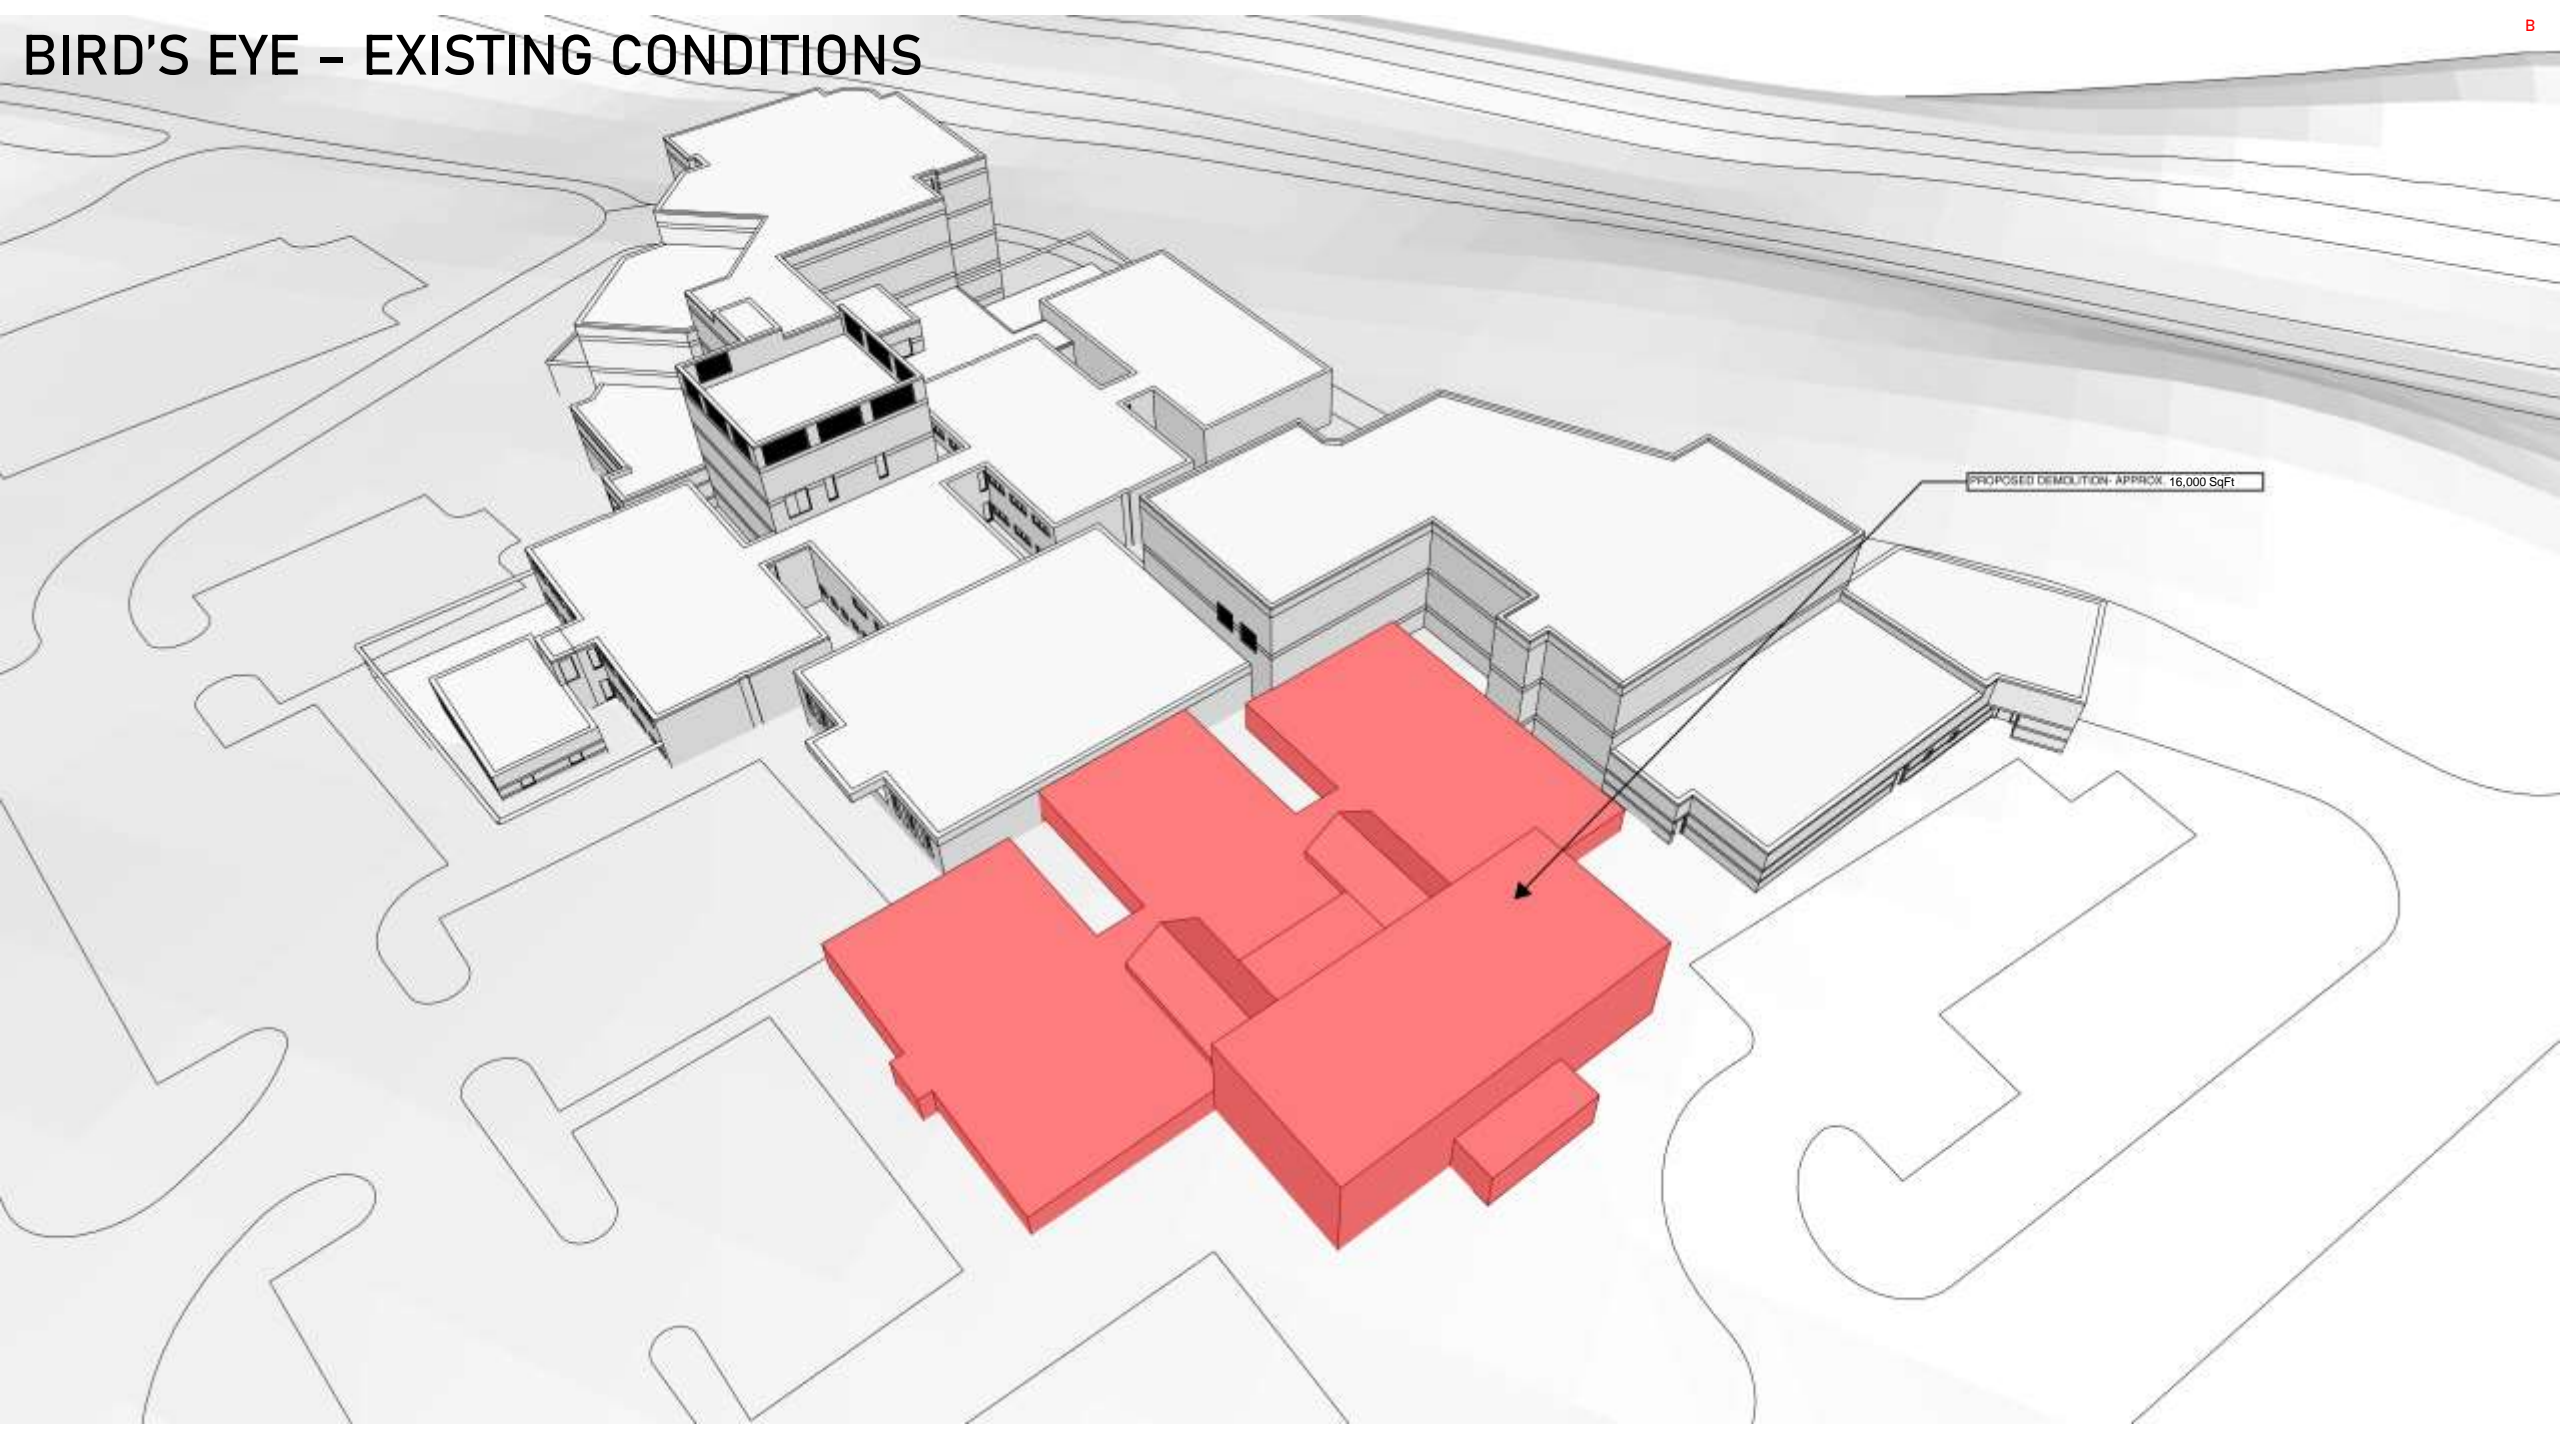 BIRD'S EYE – EXISTING CONDITIONS
B
PROPOSED DEMOLITION- APPROX. 16,000 SqFt